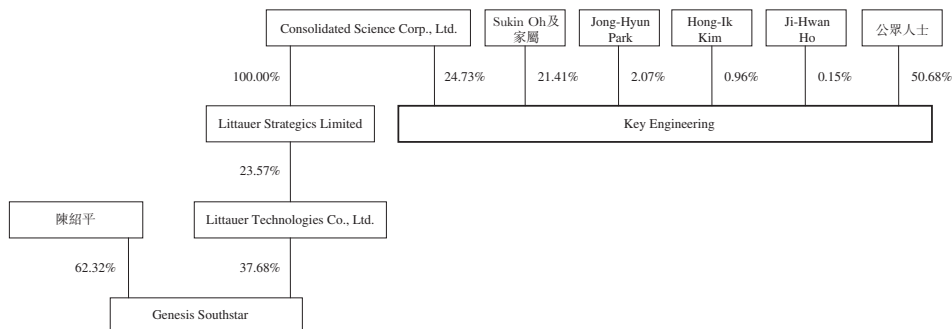 Consolidated Science Corp., Ltd.
Sukin Oh及
家屬
Jong-Hyun
Park
Hong-Ik
Kim
Ji-Hwan
Ho
公眾人士
100.00%
24.73%
21.41%
2.07%
0.96%
0.15%
50.68%
Littauer Strategics Limited
Key Engineering
23.57%
陳紹平
Littauer Technologies Co., Ltd.
62.32%
37.68%
Genesis Southstar